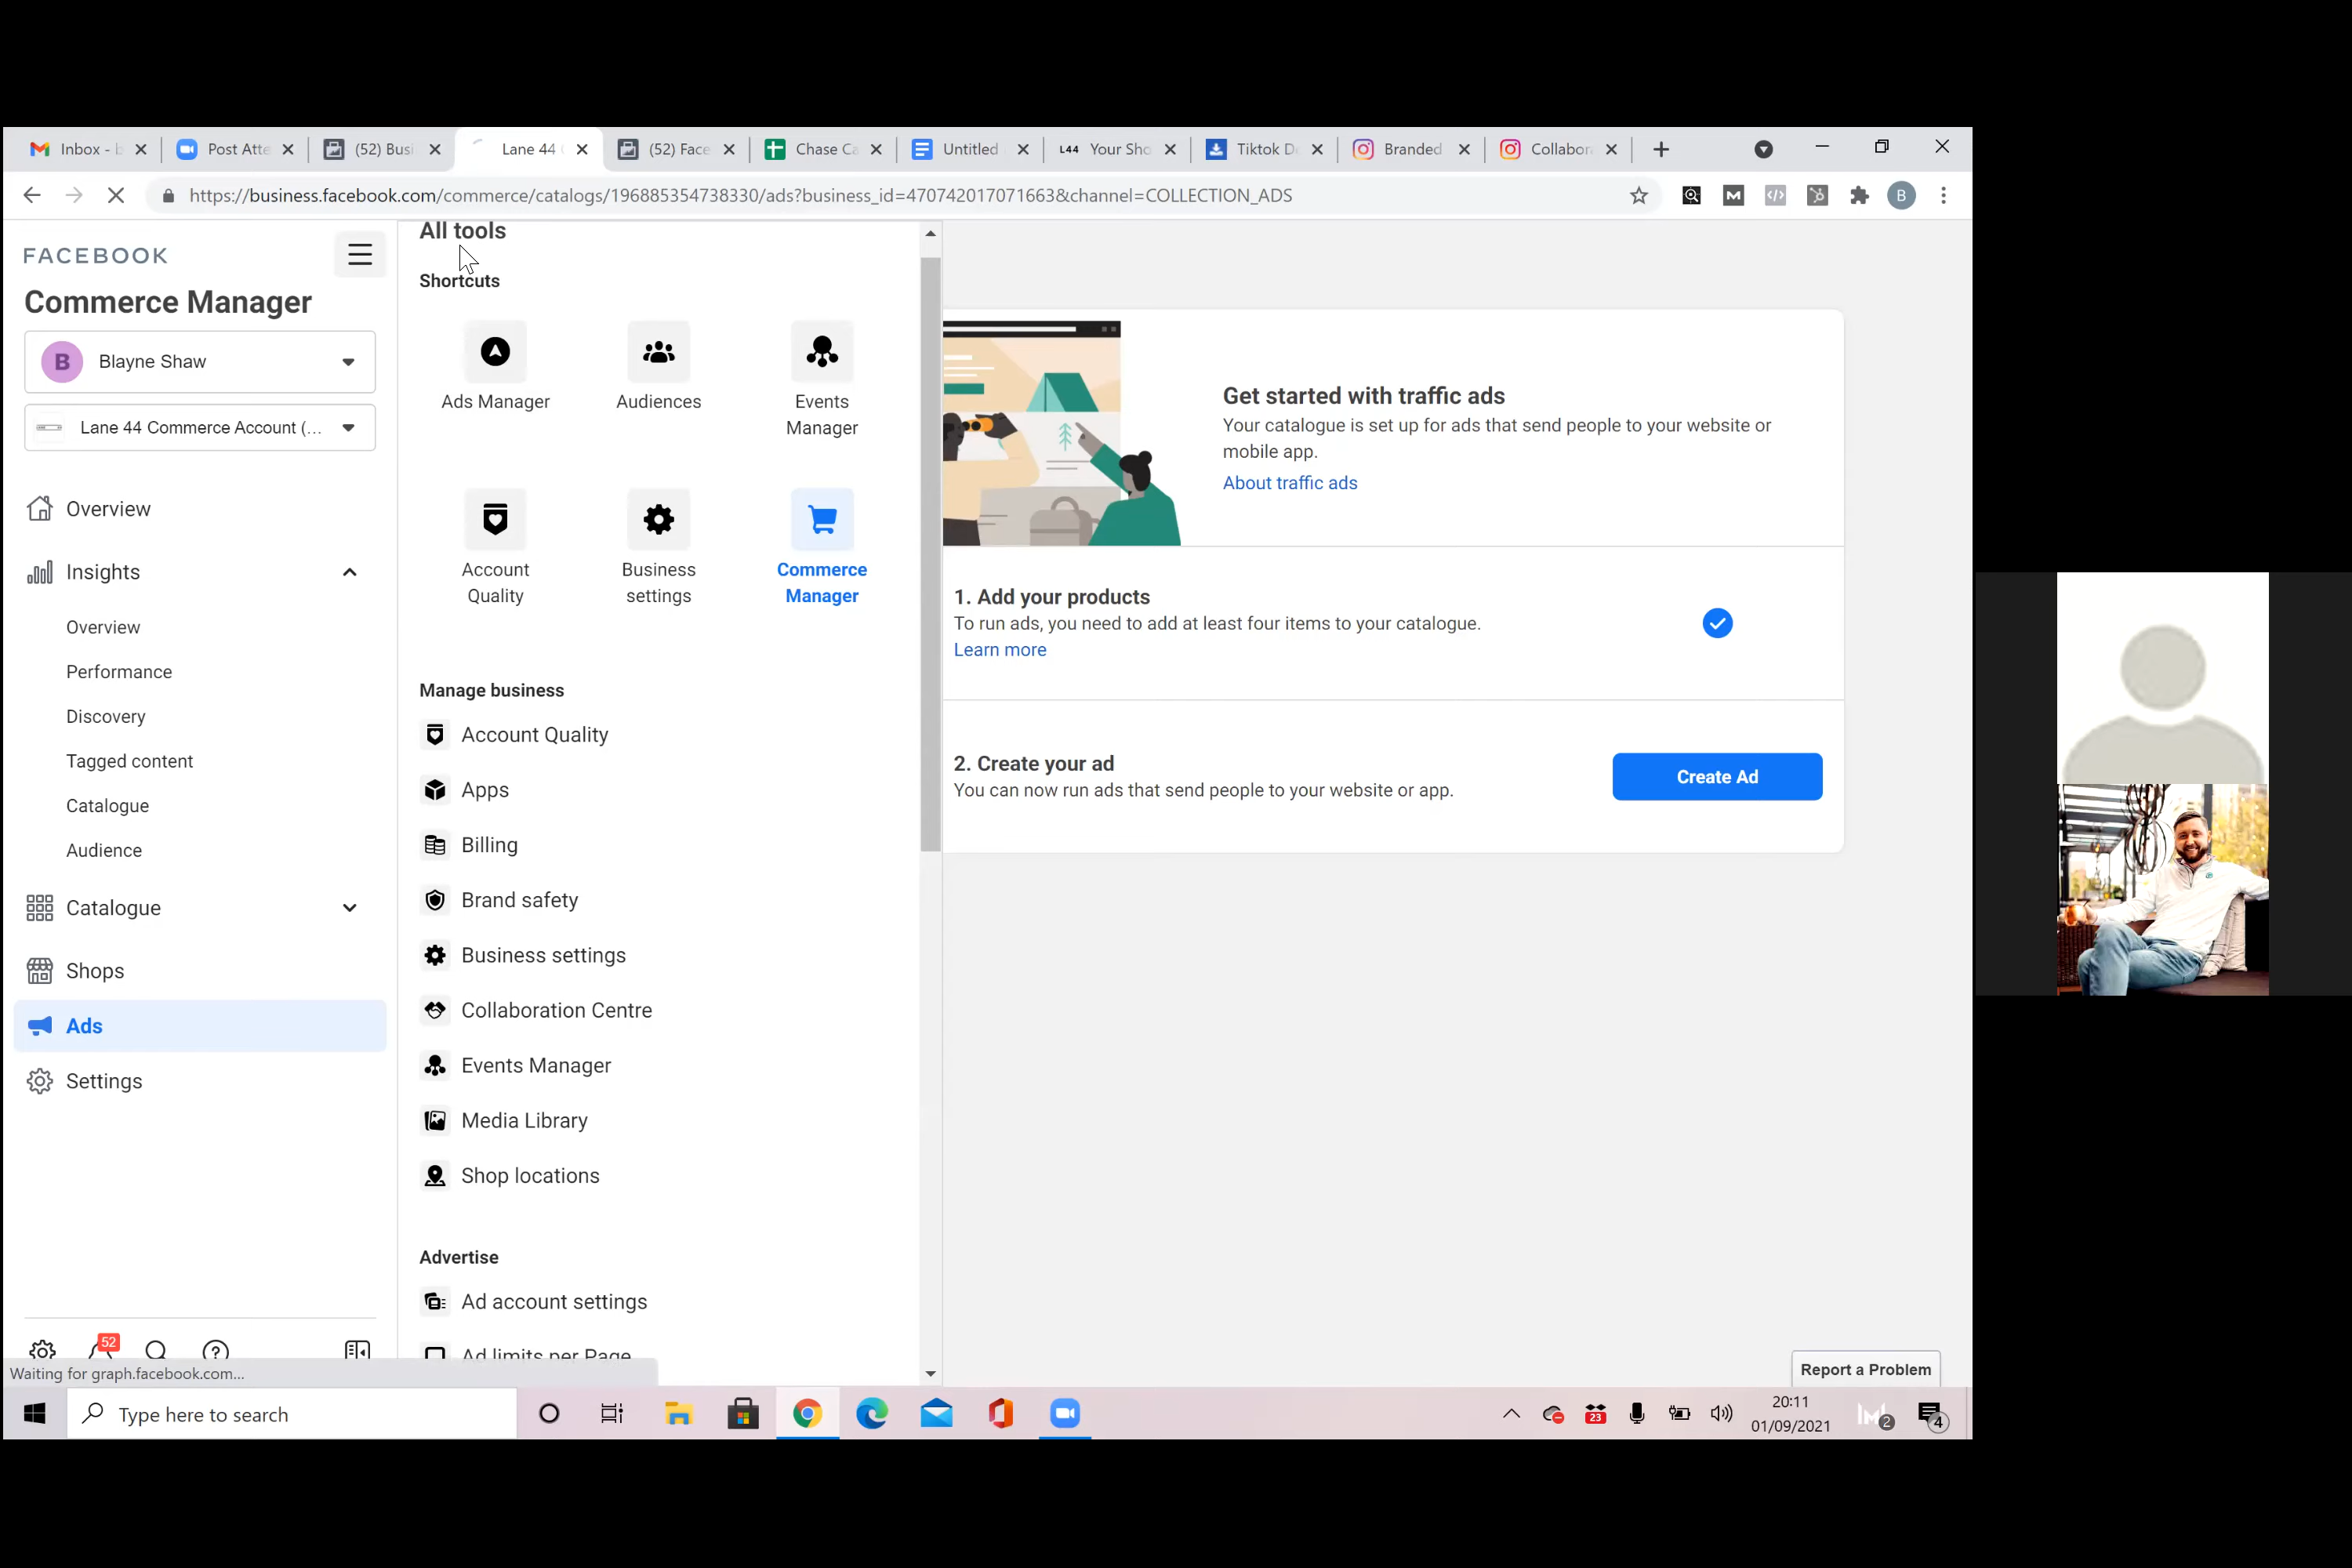 Inbox - b
Post Atte
(52) Busi
Lane 44
(52) Face
Chase Ca
Untitled
L44 Your Sho
Tiktok D
Branded
Collabor
https://business.facebook.com/commerce/catalogs/196885354738330/ads?business_id=470742017071663&channel=COLLECTION_ADS
B
FACEBOOK
Commerce Manager
B Blayne Shaw
Lane 44 Commerce Account (...
Overview
Insights
Overview
Performance
Discovery
Tagged content
Catalogue
Audience
Catalogue
Shops
Ads
Settings
52
Waiting for graph.facebook.com...
All tools
Shortcuts
Ads Manager
Audiences
Events
Manager
Account
Quality
Business
settings
Commerce
Manager
Manage business
Account Quality
Apps
Billing
Brand safety
Business settings
Collaboration Centre
Events Manager
Media Library
Shop locations
Advertise
Ad account settings
Ad limits per Page
Get started with traffic ads
Your catalogue is set up for ads that send people to your website or
mobile app.
About traffic ads
1. Add your products
To run ads, you need to add at least four items to your catalogue.
Learn more
2. Create your ad
You can now run ads that send people to your website or app.
Create Ad
Report a Problem
Type here to search
23
20:11
01/09/2021
2
4